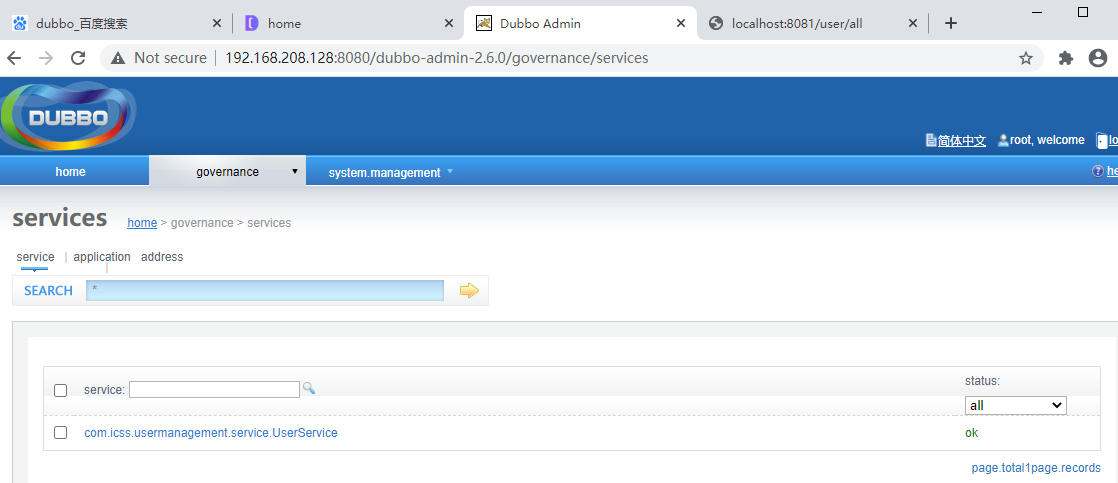 dubbo_百度搜索
home
Dubbo Admin
localhost:8081/user/all
Not secure | 192.168.208.128:8080/dubbo-admin-2.6.0/governance/services
DUBBO
简体中文 root, welcome lo
home governance system.management he
services home > governance > services
service | application address
SEARCH *
service: status:
all
com.icss.usermanagement.service.UserService ok
page.total1page.records